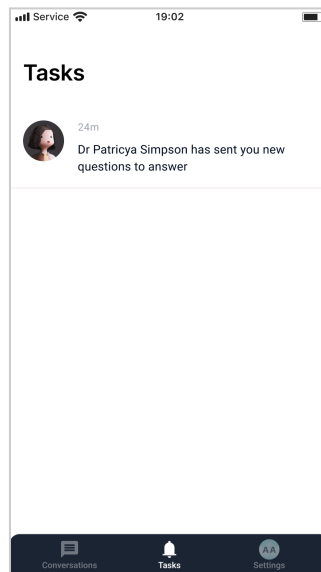 Service 19:02
Tasks
24m
Dr Patricya Simpson has sent you new
questions to answer
AA
Conversations Tasks Settings